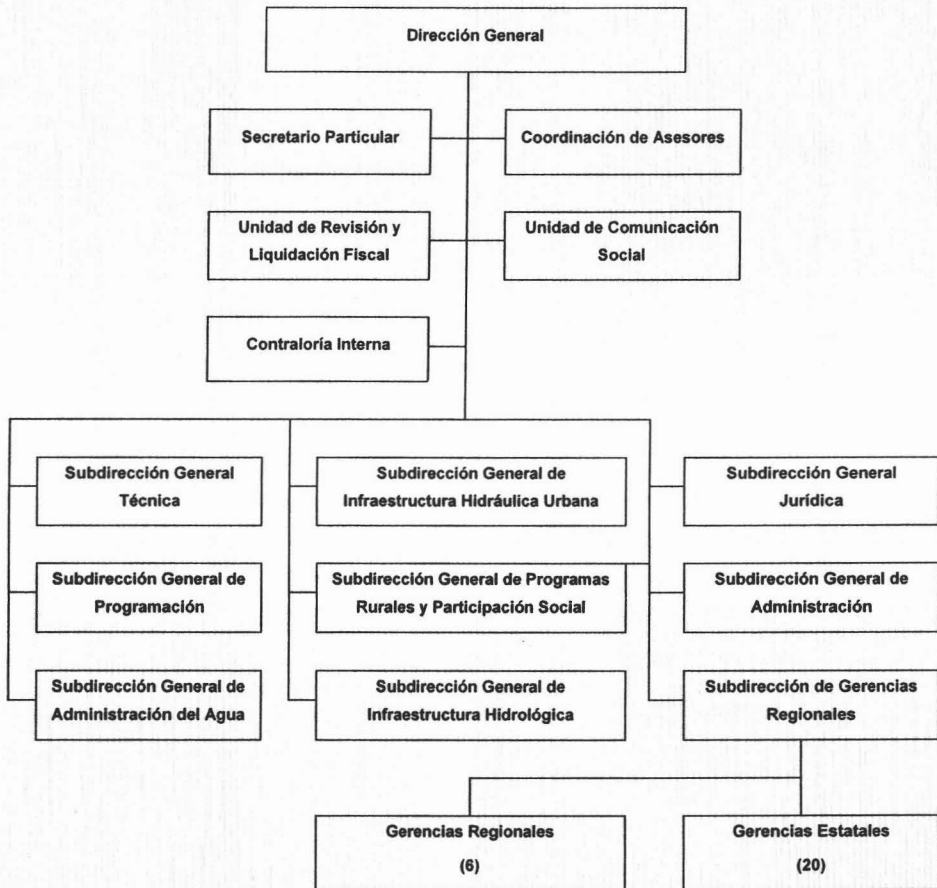 Dirección General
Secretario Particular
Coordinación de Asesores
Unidad de Revisión y
Liquidación Fiscal
Unidad de Comunicación
Social
Contraloría Interna
Subdirección General
Técnica
Subdirección General de
Infraestructura Hidráulica Urbana
Subdirección General
Jurídica
Subdirección General de
Programación
Subdirección General de Programas
Rurales y Participación Social
Subdirección General de
Administración
Subdirección General de
Administración del Agua
Subdirección General de
Infraestructura Hidrológica
Subdirección de Gerencias
Regionales
Gerencias Regionales
(6)
Gerencias Estatales
(20)